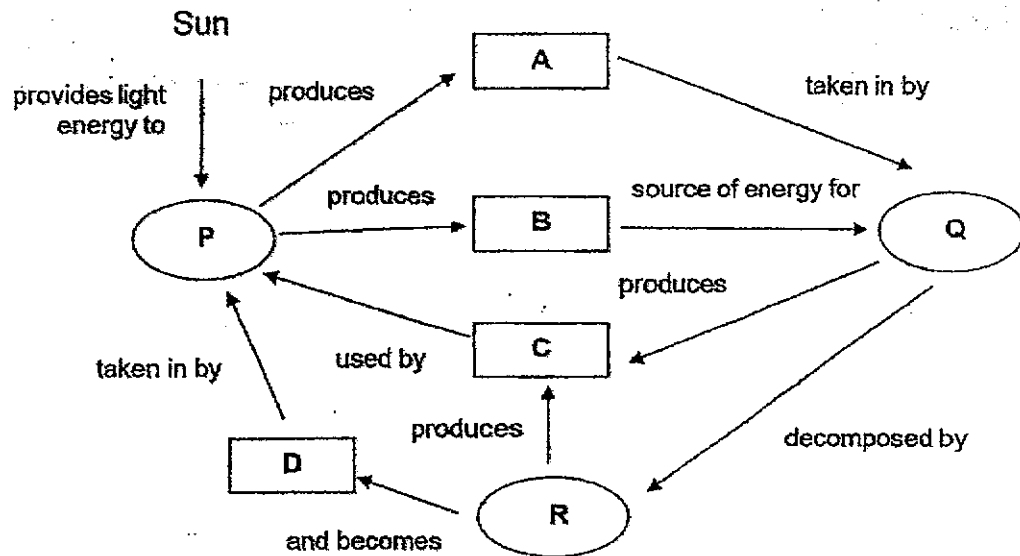 Sun
provides light
energy to
produces
A
taken in by
P
produces
B
source of energy for
Q
produces
C
used by
taken in by
produces
decomposed by
D
R
and becomes